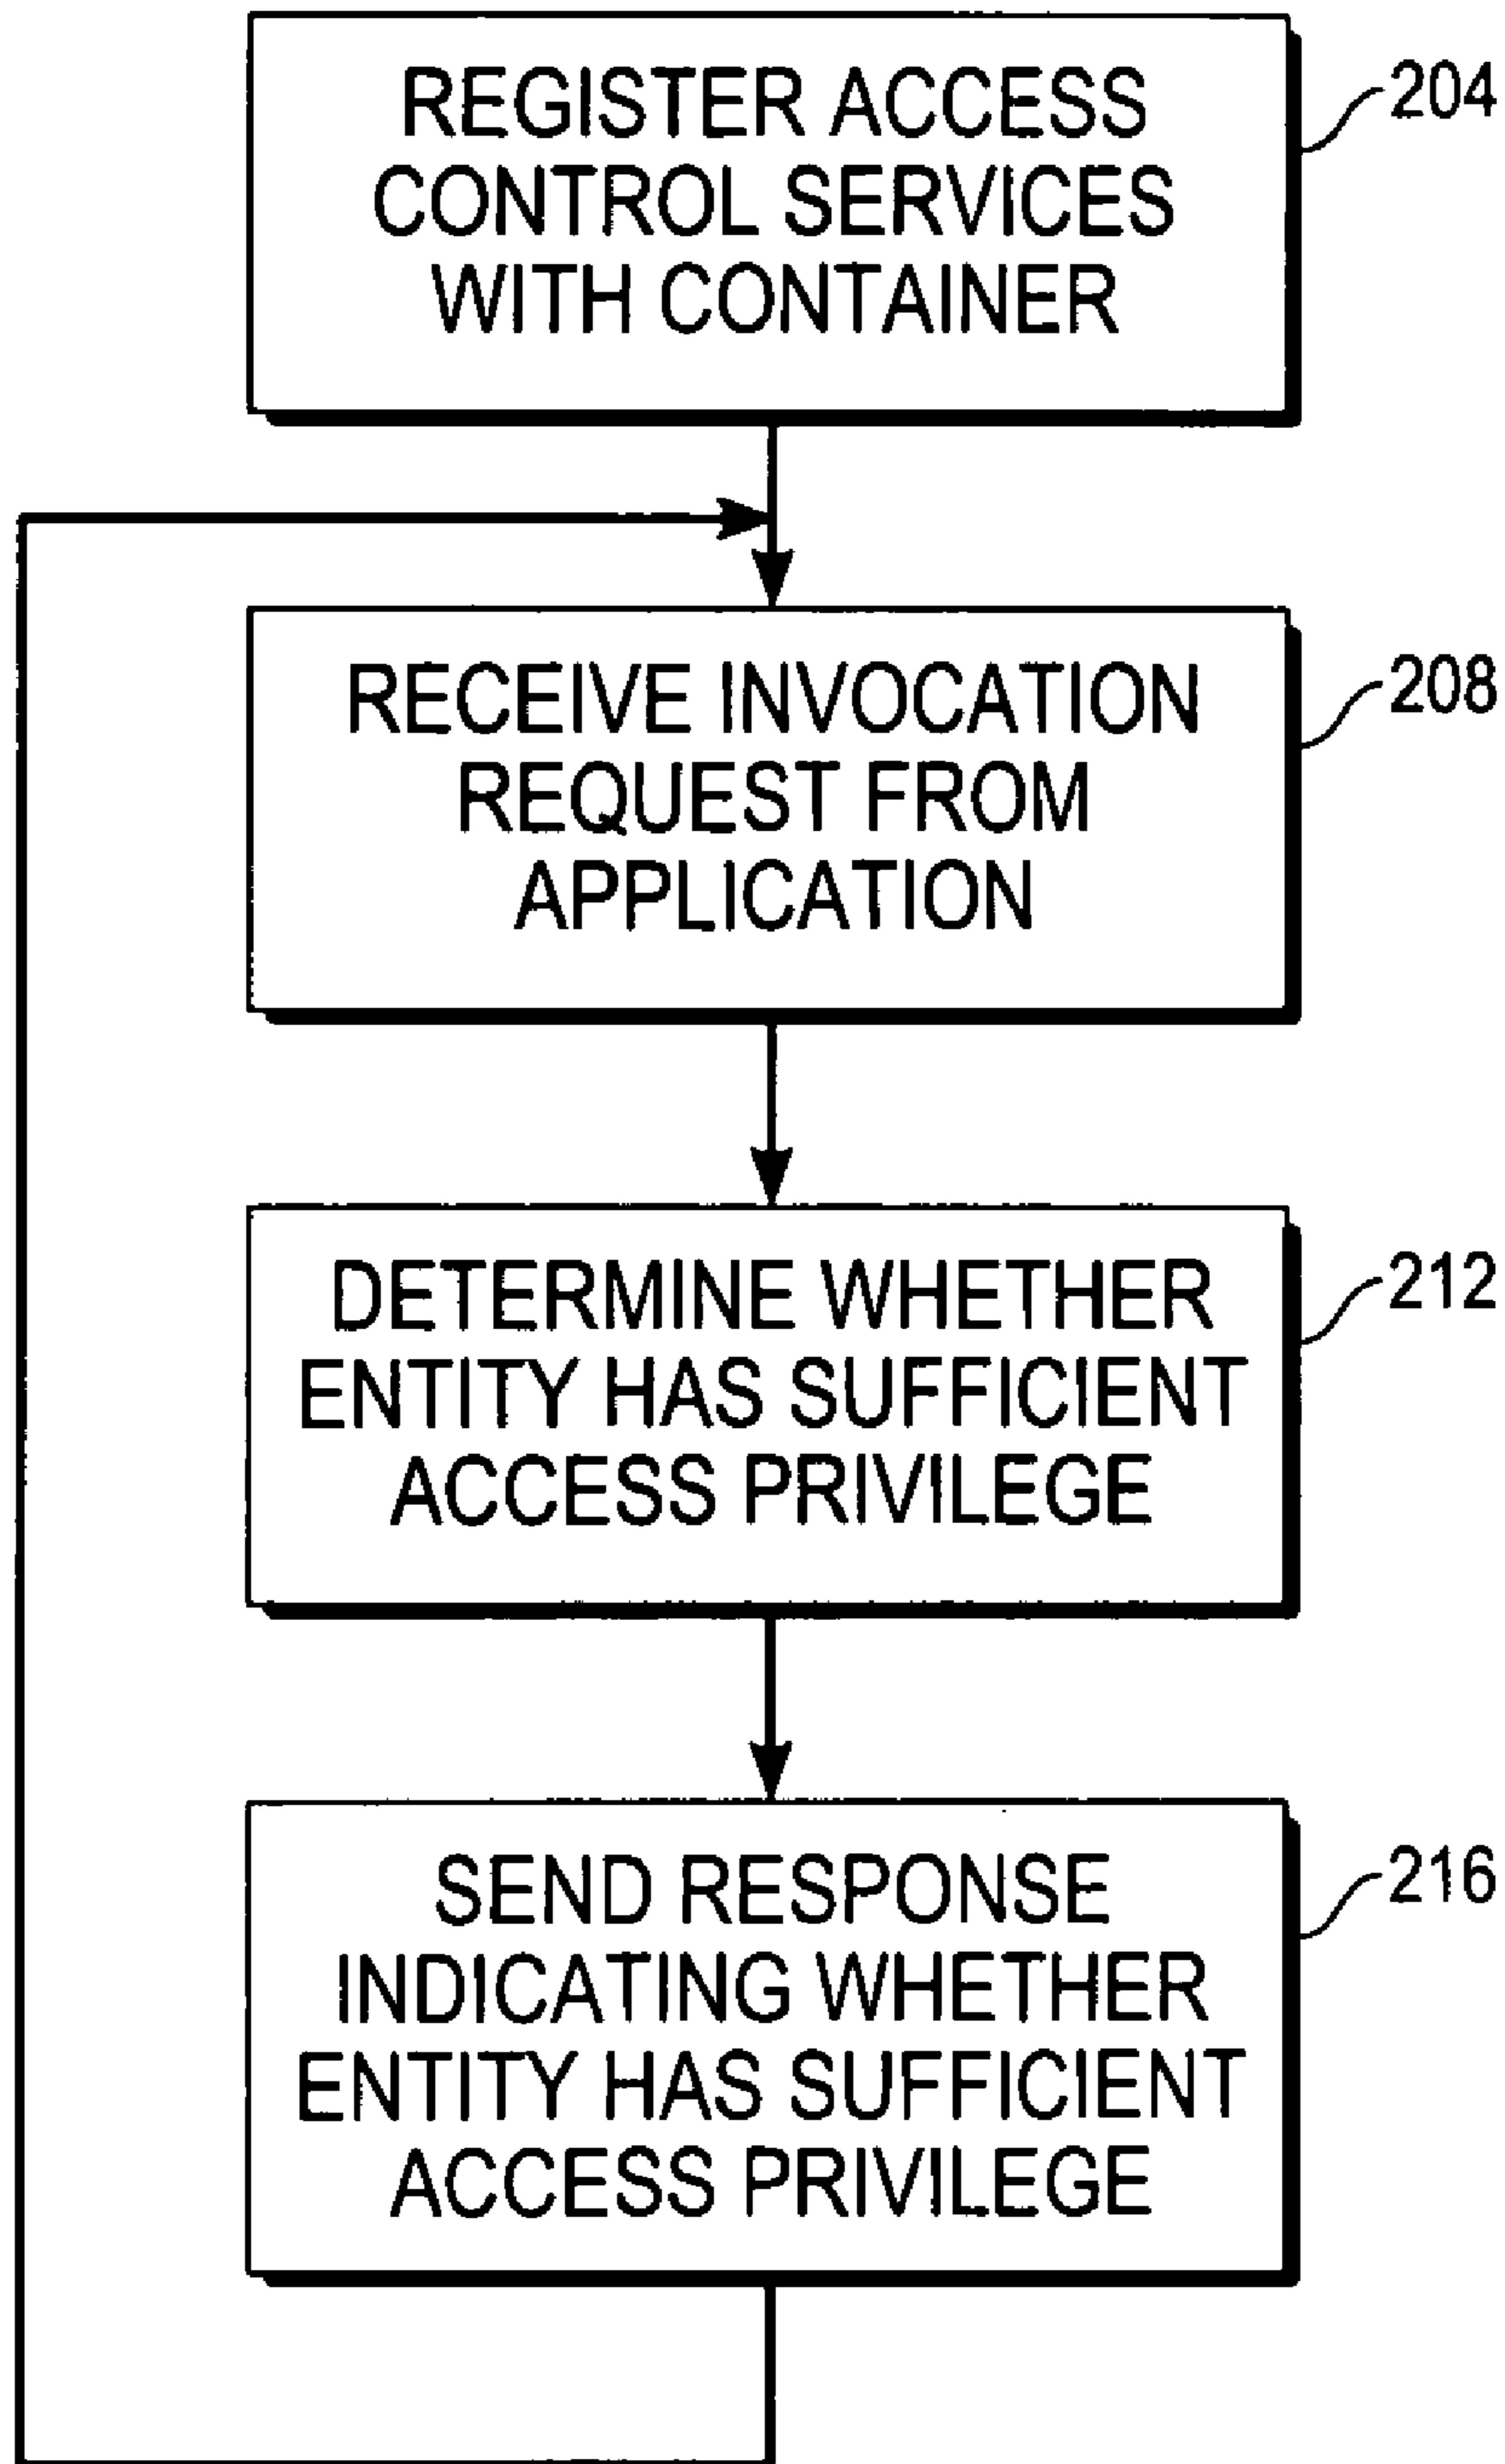 REGISTER ACCESS
CONTROL SERVICES
WITH CONTAINER
204
RECEIVE INVOCATION
REQUEST FROM
APPLICATION
208
DETERMINE WHETHER
ENTITY HAS SUFFICIENT
ACCESS PRIVILEGE
212
SEND RESPONSE
INDICATING WHETHER
ENTITY HAS SUFFICIENT
ACCESS PRIVILEGE
216